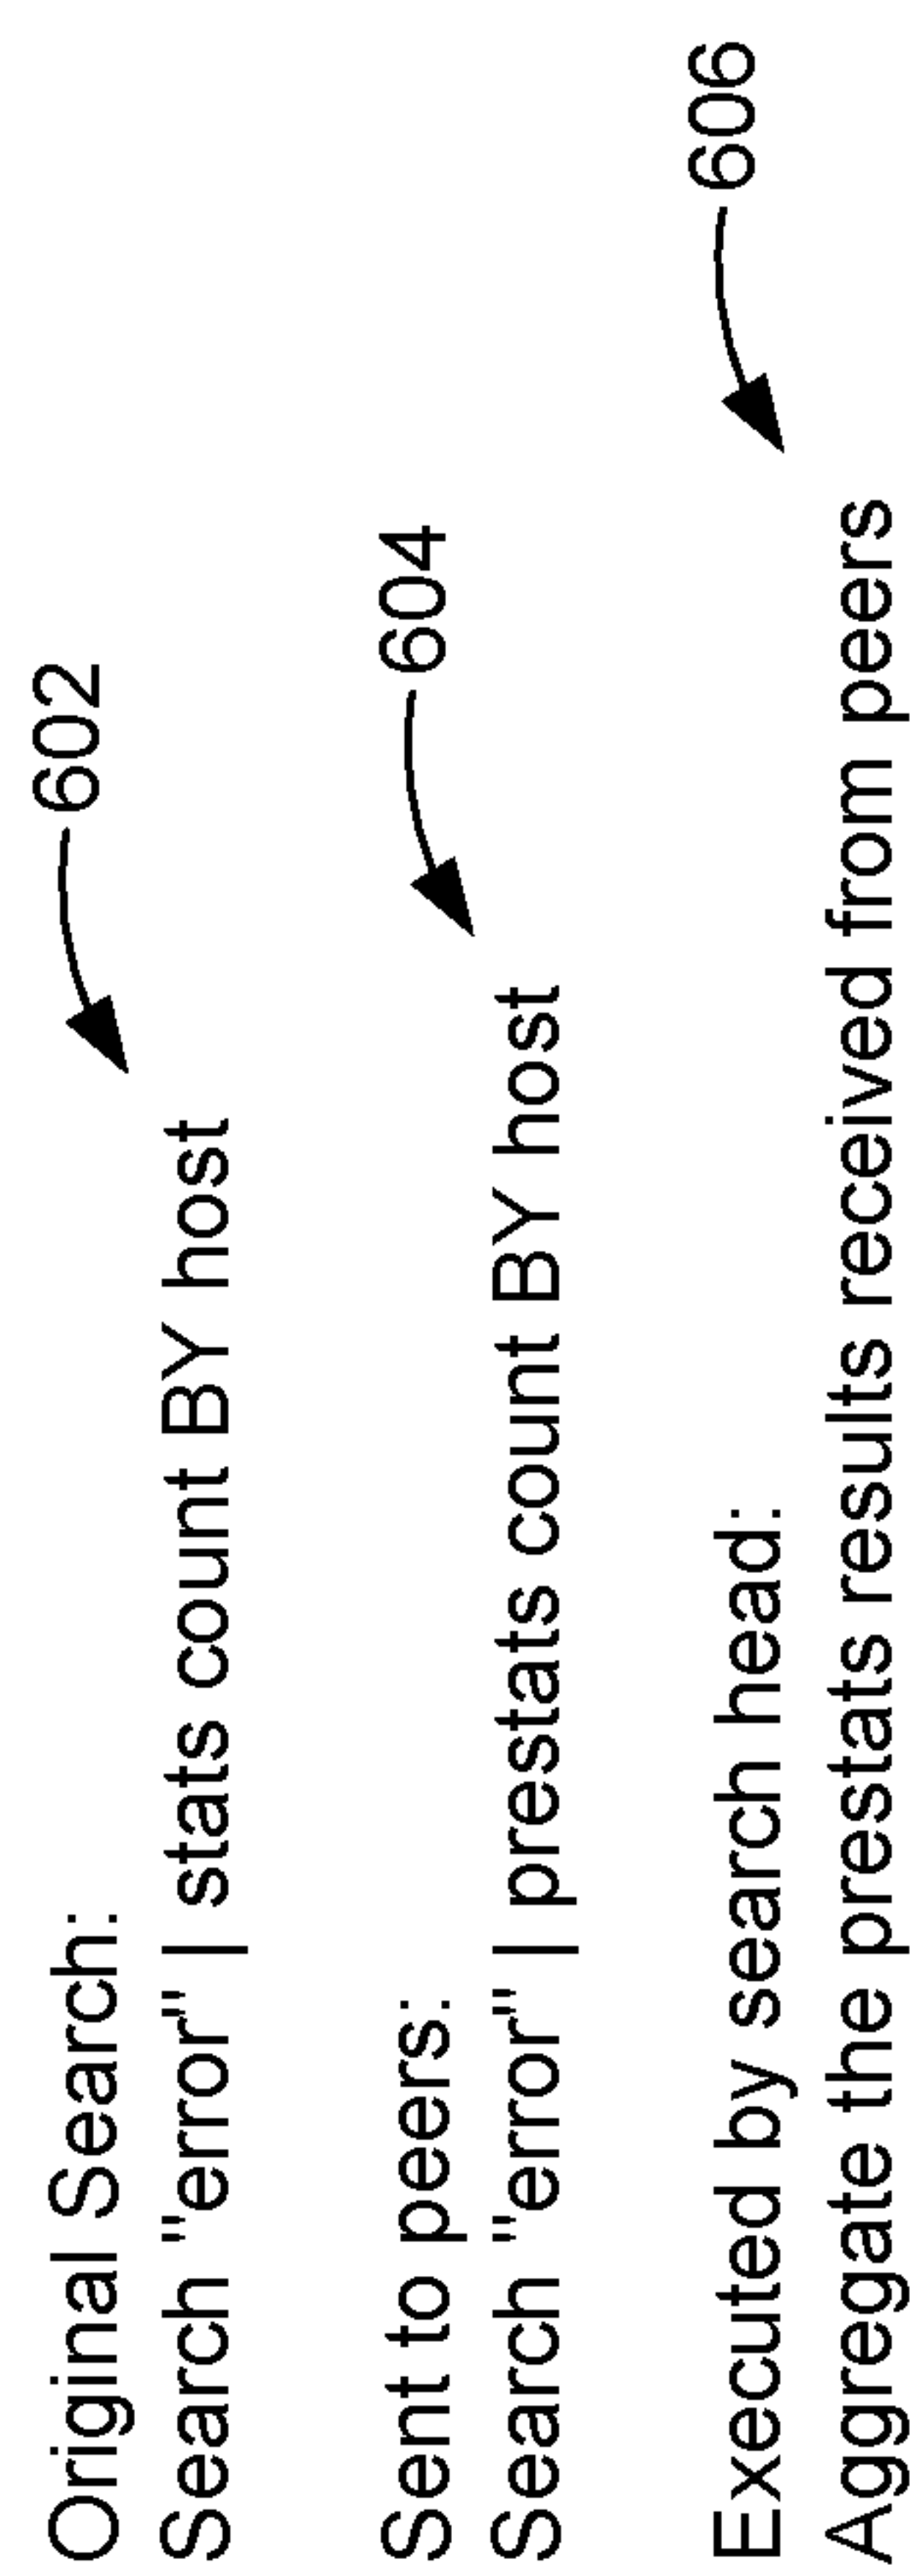 Original Search:
602
Search "error" | stats count BY host
Sent to peers:
604
Search "error" | prestats count BY host
Executed by search head:
606
Aggregate the prestats results received from peers